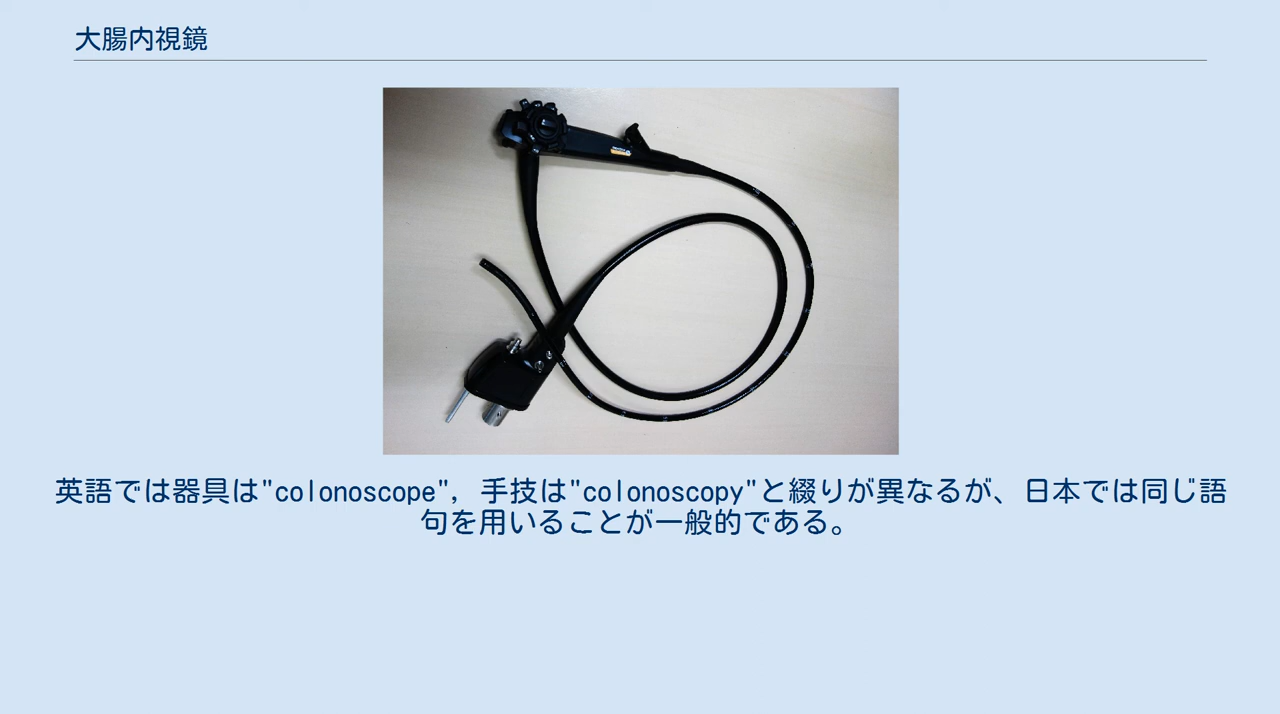 大腸内視鏡
英語では器具は"colonoscope", 手技は"colonoscopy"と綴りが異なるが、日本では同じ語
句を用いることが一般的である。